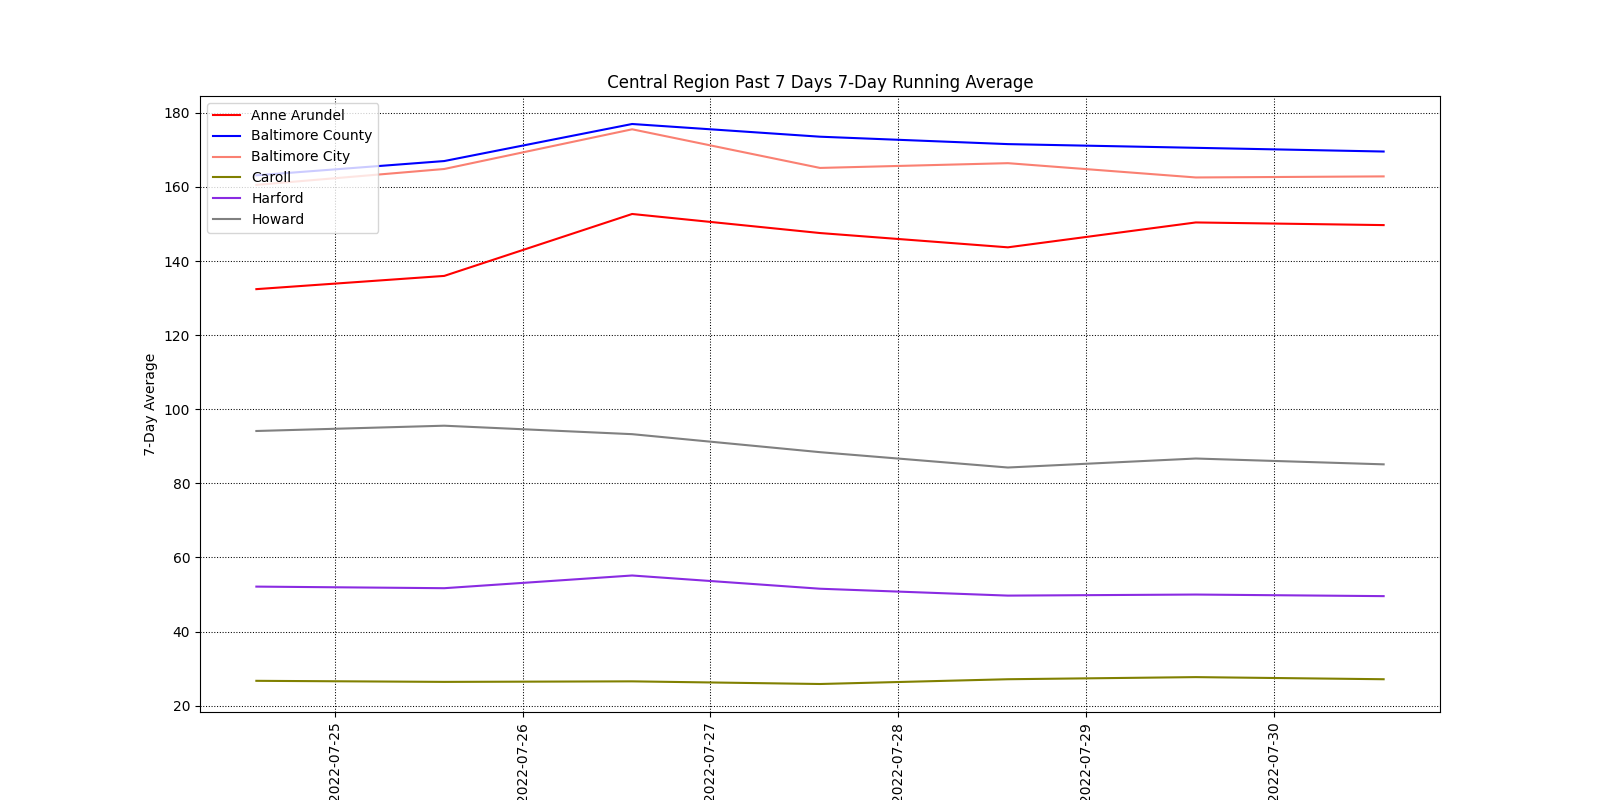 Central Region Past 7 Days 7-Day Running Average
Anne Arundel
Baltimore County
Baltimore City
Caroll
Harford
Howard
7-Day Average
180
160
140
120
100
80
60
40
20
2022-07-25
2022-07-26
2022-07-27
2022-07-28
2022-07-29
2022-07-30